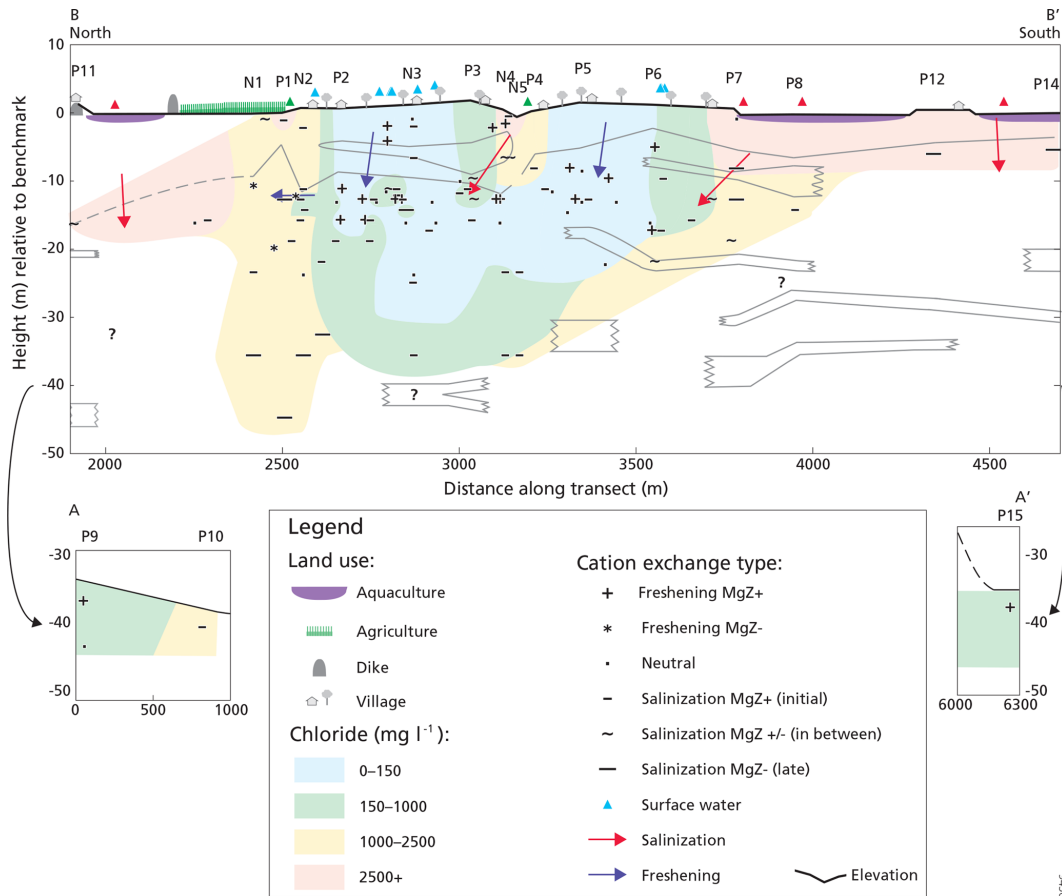 B
North
B'
South
P11
N1
P1
N2
P2
N3
P3
N4
N5
P4
P5
P6
P7
P8
P12
P14
10
0
-10
-20
-30
-40
-50
Height (m) relative to benchmark
?
?
?
2000
2500
3000
3500
4000
4500
Distance along transect (m)
A
P9
P10
-30
-40
-50
0
500
1000
A'
P15
-30
-40
-50
6000
6300
Legend
Land use:
Aquaculture
Agriculture
Dike
Village
Chloride (mg l⁻¹):
0–150
150–1000
1000–2500
2500+
Cation exchange type:
+ Freshening MgZ+
* Freshening MgZ-
· Neutral
– Salinization MgZ+ (initial)
~ Salinization MgZ +/- (in between)
— Salinization MgZ- (late)
Surface water
Salinization
Freshening
Elevation